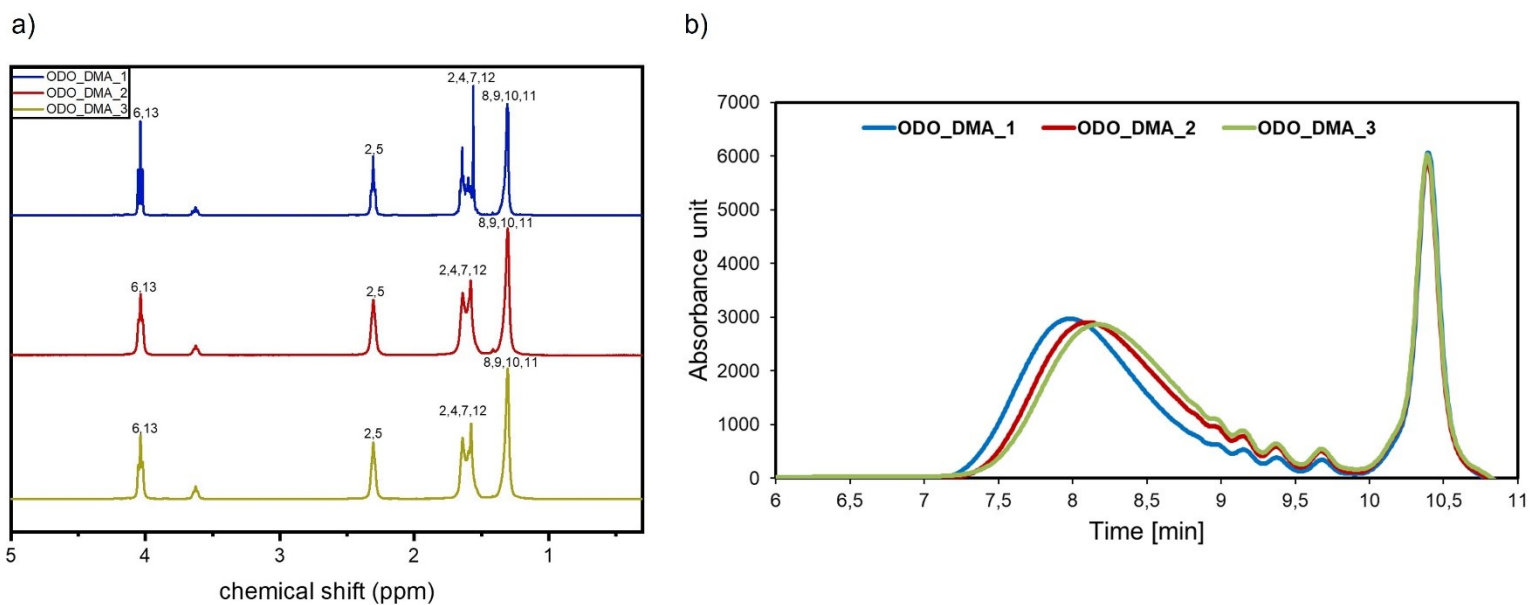 a)
ODO_DMA_1
ODO_DMA_2
ODO_DMA_3
6,13
2,5
2,4,7,12
8,9,10,11
6,13
2,5
2,4,7,12
8,9,10,11
6,13
2,5
2,4,7,12
8,9,10,11
5 4 3 2 1
chemical shift (ppm)
b)
ODO_DMA_1 ODO_DMA_2 ODO_DMA_3
Absorbance unit
7000
6000
5000
4000
3000
2000
1000
0
6 6,5 7 7,5 8 8,5 9 9,5 10 10,5 11
Time [min]